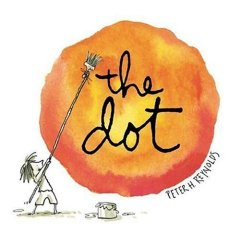 the
dot
PETER H. REYNOLDS